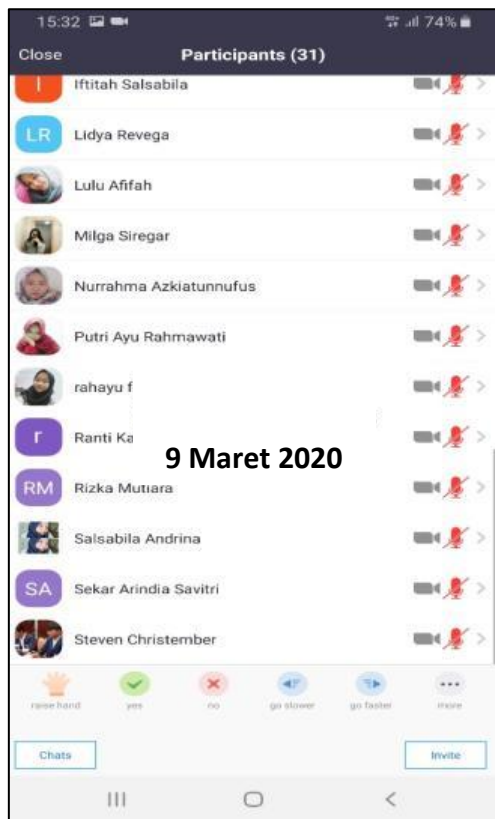 15:32 74%
Close Participants (31)
I Iftitah Salsabila
LR Lidya Revega
Lulu Afifah
Milga Siregar
Nurrahma Azkiatunnufus
Putri Ayu Rahmawati
rahayu f
r Ranti Ka
9 Maret 2020
RM Rizka Mutiara
Salsabila Andrina
SA Sekar Arindia Savitri
Steven Christember
raise hand yes no go slower go faster more
Chats Invite